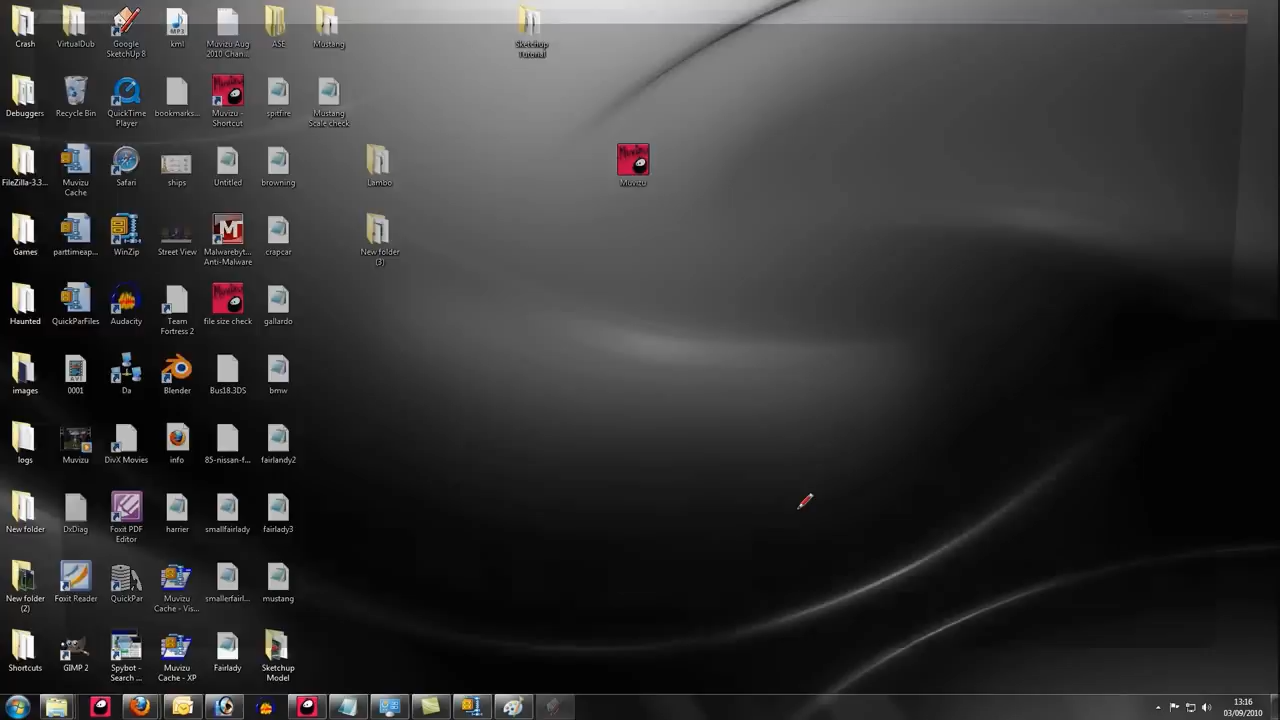 Crash
VirtualDub
Google
SketchUp 8
kml
Muvizu Aug
2010 Chan...
ASE
Mustang
Sketchup
Tutorial
Debuggers
Recycle Bin
QuickTime
Player
bookmarks...
Muvizu -
Shortcut
spitfire
Mustang
Scale check
FileZilla-3.3...
Muvizu
Cache
Safari
ships
Untitled
browning
Lambo
Muvizu
Games
parttimeap...
WinZip
Street View
Malwarebyt...
Anti-Malware
crapcar
New folder
(3)
Haunted
QuickParFiles
Audacity
Team
Fortress 2
file size check
gallardo
images
0001
Da
Blender
Bus18.3DS
bmw
logs
Muvizu
DivX Movies
info
85-nissan-f...
fairlandy2
New folder
DxDiag
Foxit PDF
Editor
harrier
smallfairlady
fairlady3
New folder
(2)
Foxit Reader
QuickPar
Muvizu
Cache - Vis...
smallerfairl...
mustang
Shortcuts
GIMP 2
Spybot -
Search ...
Muvizu
Cache - XP
Fairlady
Sketchup
Model
13:16
03/09/2010